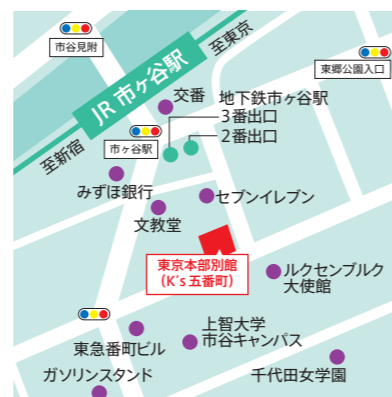 市谷見附
至東京
JR 市ヶ谷駅
東郷公園入口
交番
地下鉄市ヶ谷駅
3番出口
2番出口
市ヶ谷駅
至新宿
みずほ銀行
セブンイレブン
文教堂
東京本部別館
(K's 五番町)
ルクセンブルク
大使館
上智大学
市谷キャンパス
東急番町ビル
千代田女学園
ガソリンスタンド